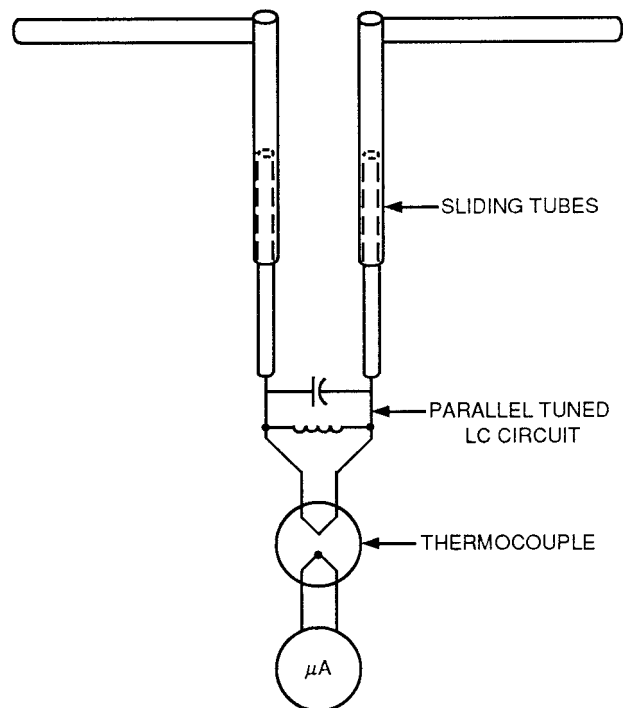 SLIDING TUBES
PARALLEL TUNED
LC CIRCUIT
THERMOCOUPLE
μA